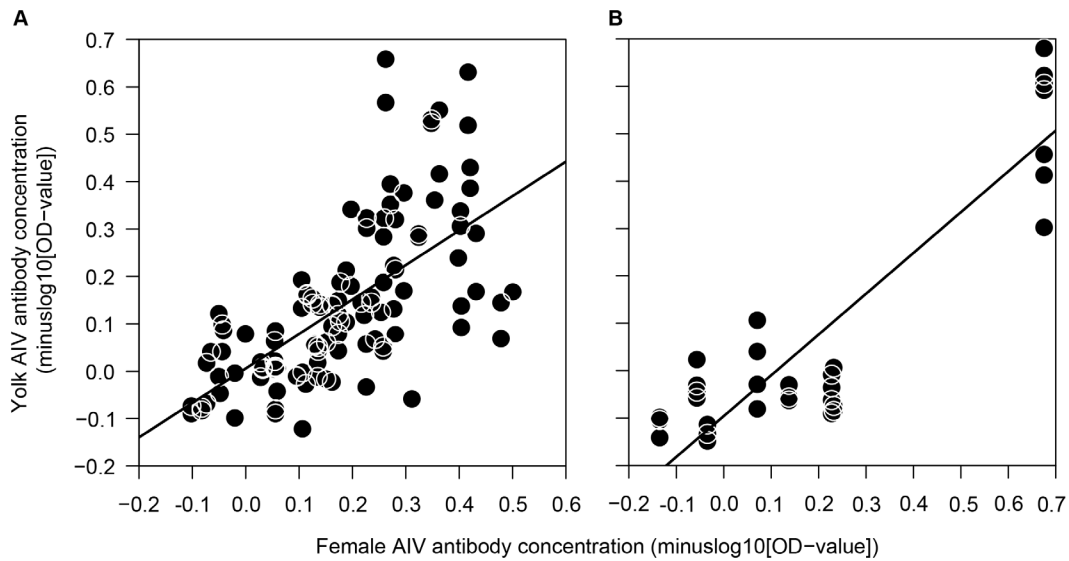 A
B
0.7
0.6
0.5
0.4
0.3
0.2
0.1
0.0
−0.1
−0.2
Yolk AIV antibody concentration
(minuslog10[OD−value])
−0.2 -0.1 0.0 0.1 0.2 0.3 0.4 0.5 0.6
−0.2 -0.1 0.0 0.1 0.2 0.3 0.4 0.5 0.6 0.7
Female AIV antibody concentration (minuslog10[OD−value])